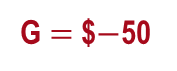 G = $–50